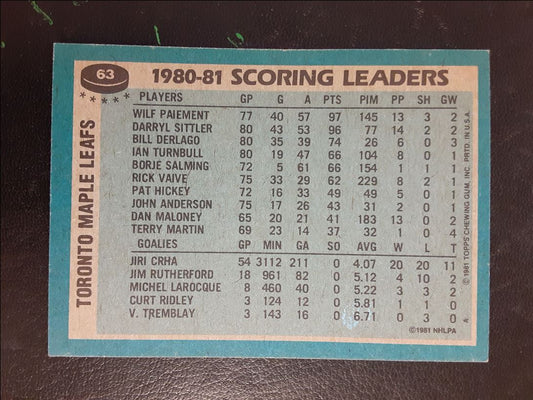 63
1980-81 SCORING LEADERS
TORONTO MAPLE LEAFS
PLAYERS GP G A PTS PIM PP SH GW
WILF PAIEMENT 77 40 57 97 145 13 3 2
DARRYL SITTLER 80 43 53 96 77 14 2 2
BILL DERLAGO 80 35 39 74 26 6 0 3
IAN TURNBULL 80 19 47 66 104 8 0 1
BORJE SALMING 72 5 61 66 154 1 1 1
RICK VAIVE 75 33 29 62 229 8 2 1
PAT HICKEY 72 16 33 49 49 5 0 1
JOHN ANDERSON 75 17 26 43 31 0 0 1
DAN MALONEY 65 20 21 41 183 13 0 2
TERRY MARTIN 69 23 14 37 32 1 0 4
GOALIES GP MIN GA SO AVG W L T
JIRI CRHA 54 3112 211 0 4.07 20 20 11
JIM RUTHERFORD 18 961 82 0 5.12 4 10 2
MICHEL LAROCQUE 8 460 40 0 5.22 3 3 2
CURT RIDLEY 3 124 12 0 5.81 1 1 0
V. TREMBLAY 3 143 16 0 6.71 0 3 0
©1981 NHLPA
© 1981 TOPPS CHEWING GUM, INC. PRTD. IN U.S.A.